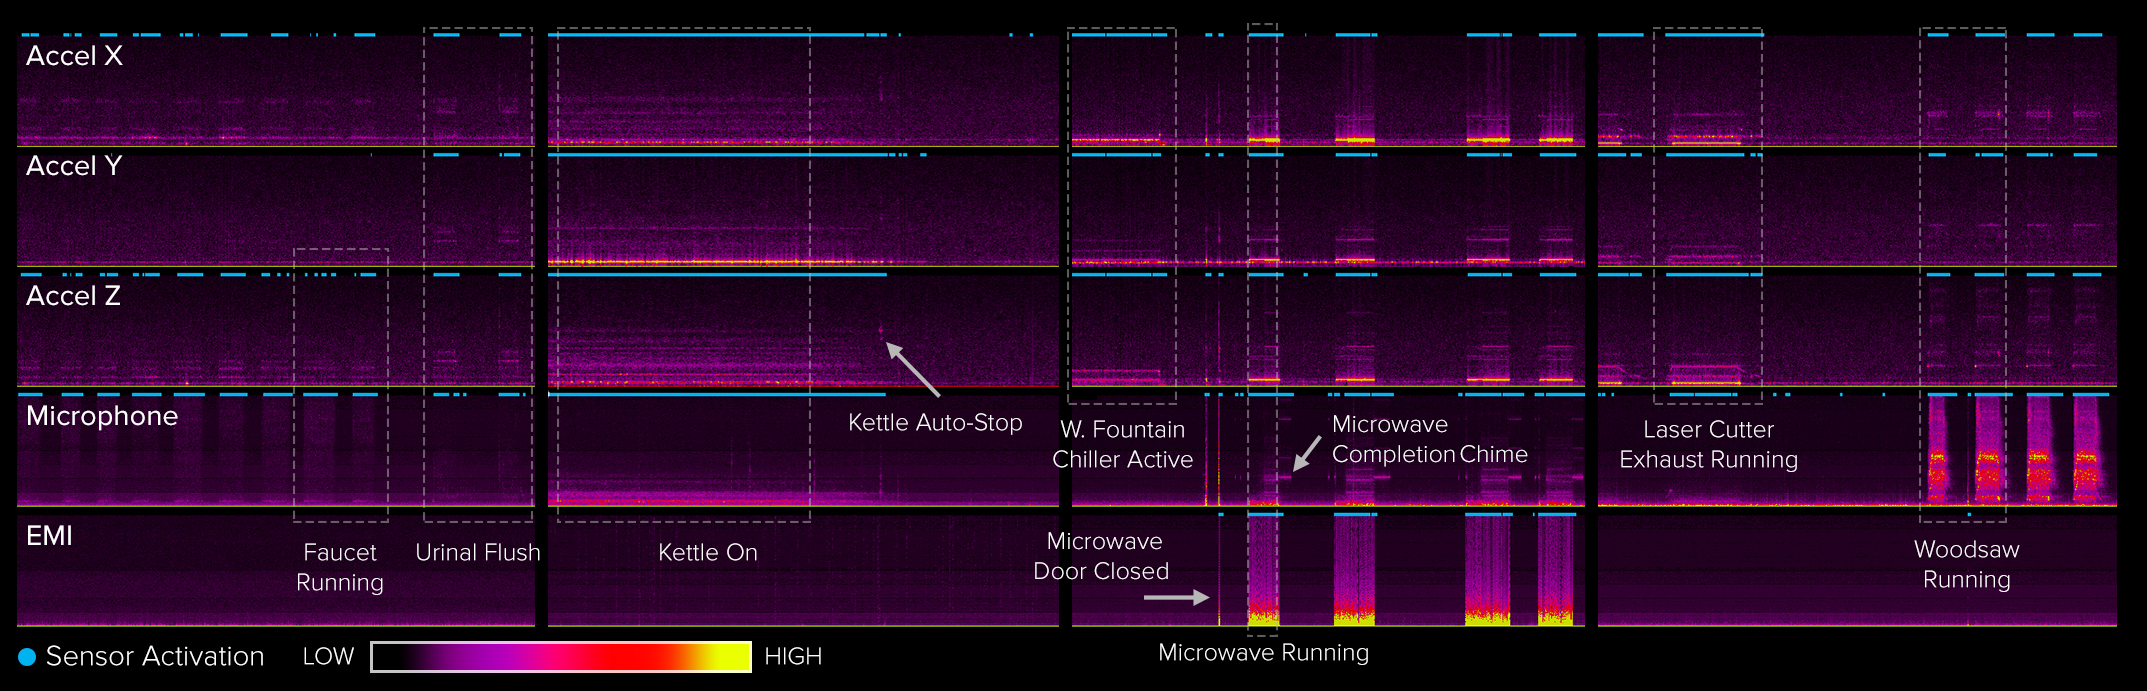 Accel X
Accel Y
Accel Z
Kettle Auto-Stop
Microphone
W. Fountain
Chiller Active
Microwave
Completion Chime
Laser Cutter
Exhaust Running
EMI
Faucet
Running
Urinal Flush
Kettle On
Microwave
Door Closed
Woodsaw
Running
Sensor Activation
LOW
HIGH
Microwave Running